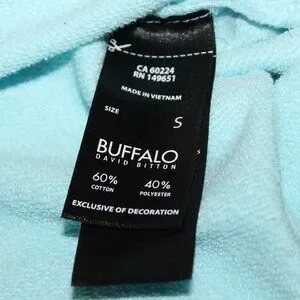 CA 60224
RN 149651
MADE IN VIETNAM
SIZE S
BUFFALO
DAVID BITTON
60% 40%
COTTON POLYESTER
EXCLUSIVE OF DECORATION